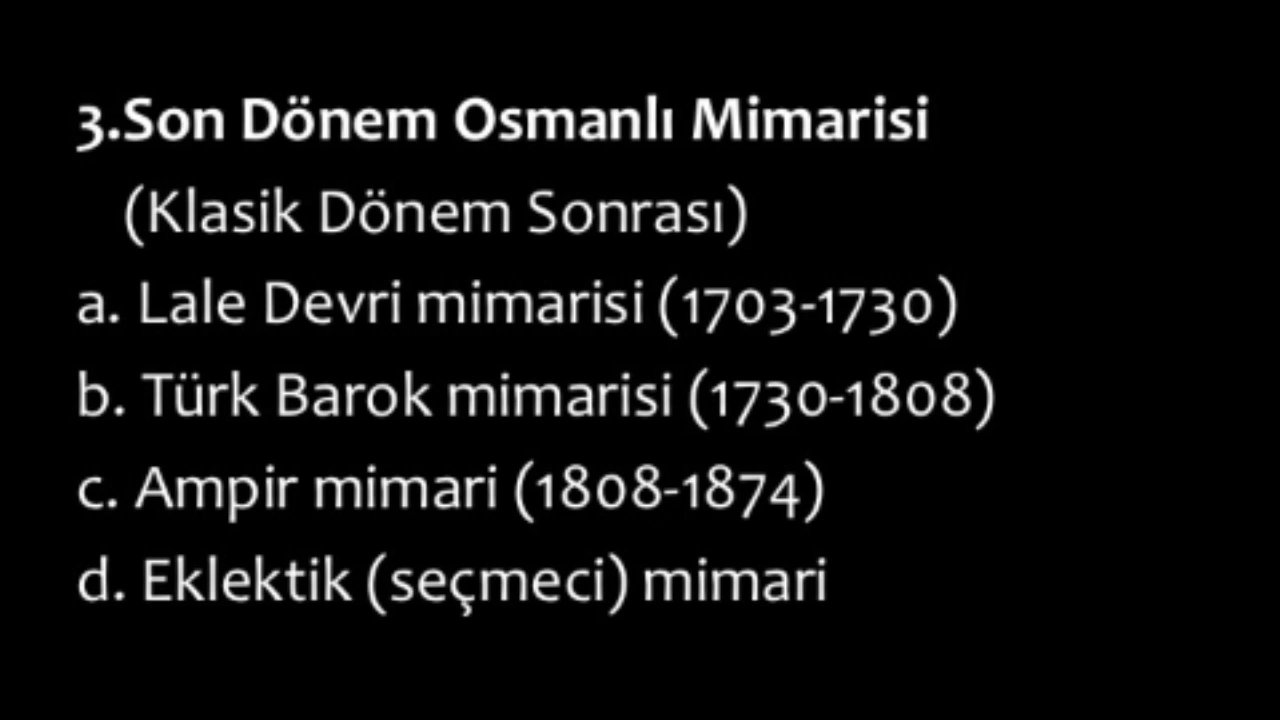 3.Son Dönem Osmanlı Mimarisi
(Klasik Dönem Sonrası)
a. Lale Devri mimarisi (1703-1730)
b. Türk Barok mimarisi (1730-1808)
c. Ampir mimari (1808-1874)
d. Eklektik (seçmeci) mimari